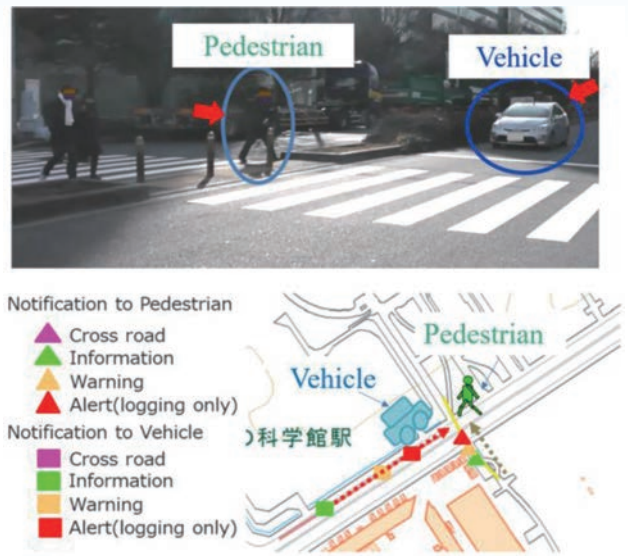 Pedestrian
Vehicle
Notification to Pedestrian
Cross road
Information
Warning
Alert(logging only)
Notification to Vehicle
Cross road
Information
Warning
Alert(logging only)
Pedestrian
Vehicle
の科学館駅